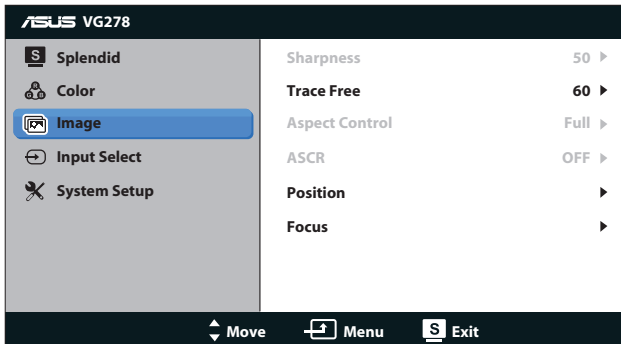 ASUS VG278
S Splendid
Color
Image
Input Select
System Setup
Sharpness 50
Trace Free 60
Aspect Control Full
ASCR OFF
Position
Focus
Move Menu S Exit